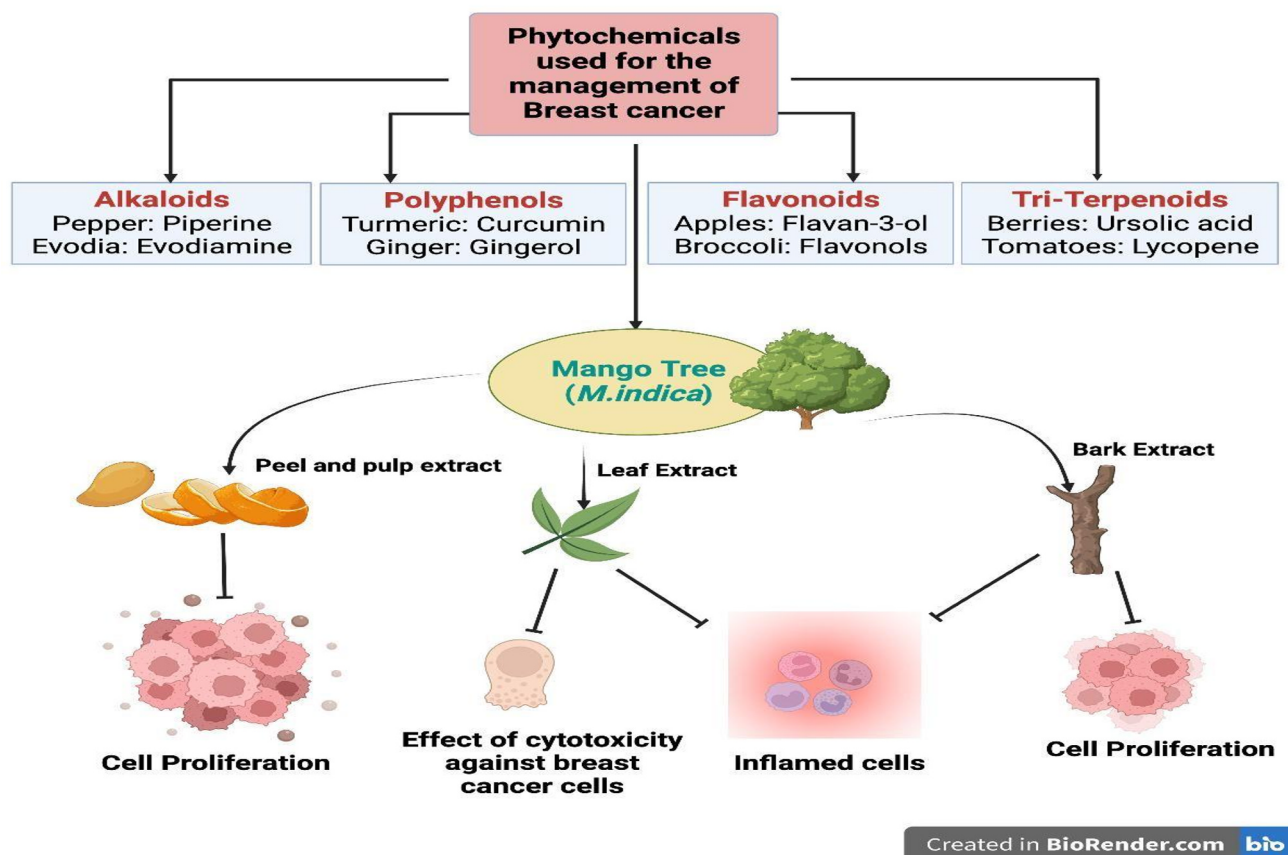 Phytochemicals
used for the
management of
Breast cancer
Alkaloids
Pepper: Piperine
Evodia: Evodiamine
Polyphenols
Turmeric: Curcumin
Ginger: Gingerol
Flavonoids
Apples: Flavan-3-ol
Broccoli: Flavonols
Tri-Terpenoids
Berries: Ursolic acid
Tomatoes: Lycopene
Mango Tree
(M.indica)
Peel and pulp extract
Leaf Extract
Bark Extract
Cell Proliferation
Effect of cytotoxicity
against breast
cancer cells
Inflamed cells
Cell Proliferation
Created in BioRender.com bio